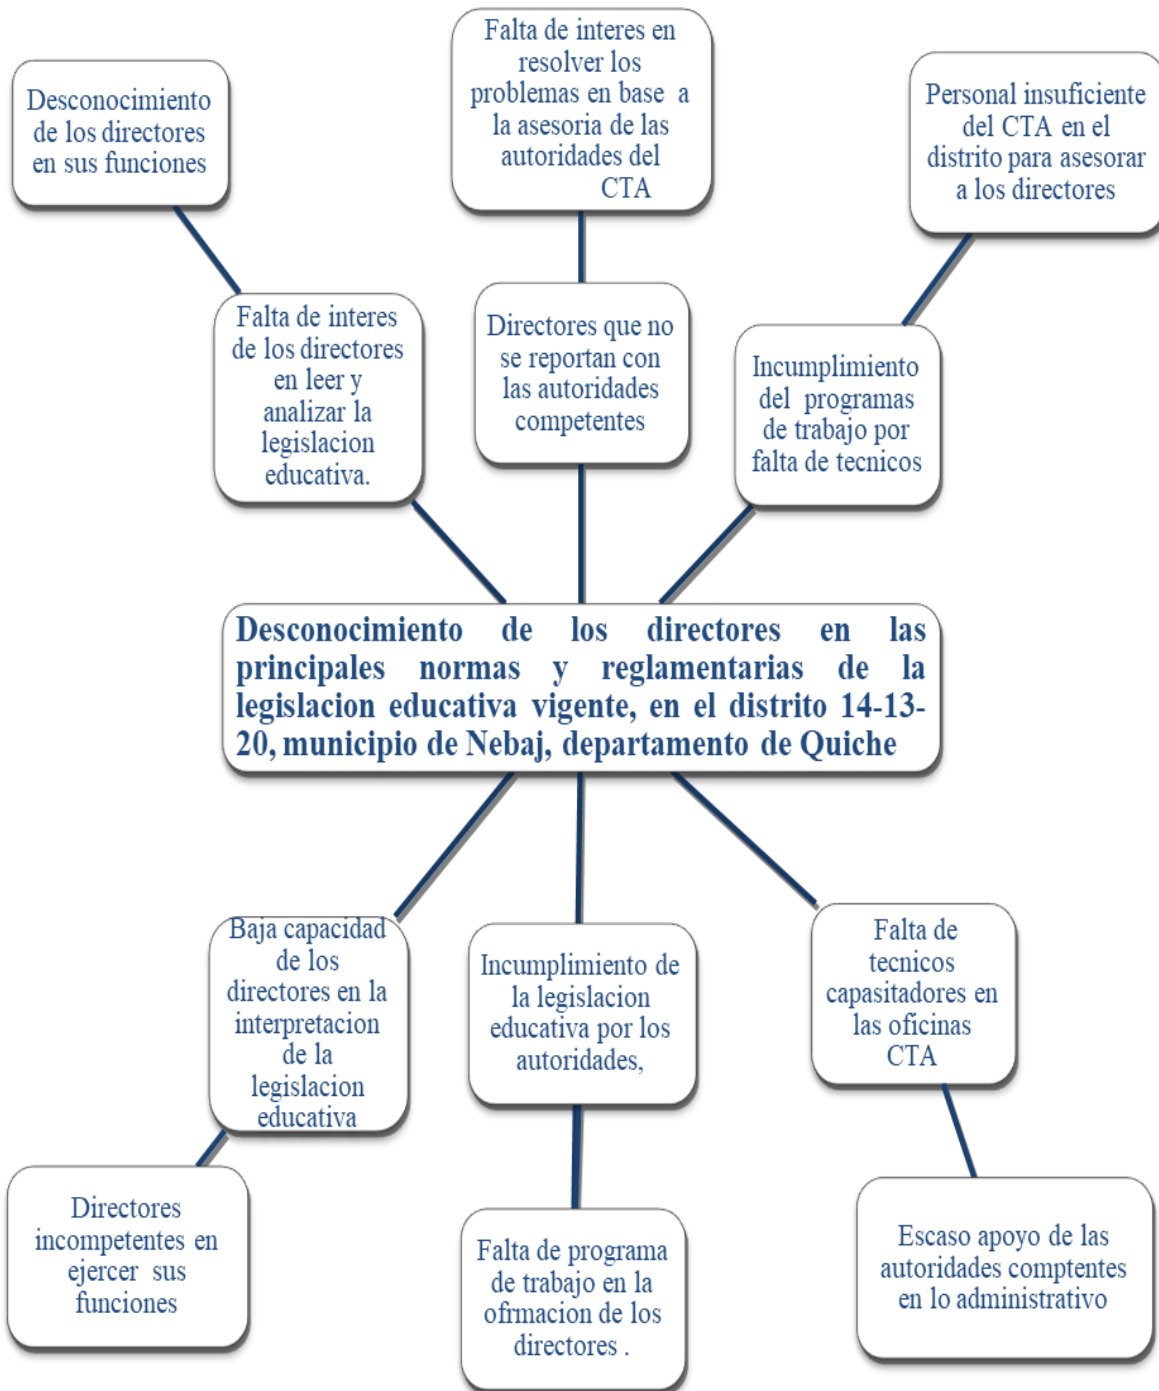 Falta de interes en
resolver los
problemas en base a
la asesoria de las
autoridades del
CTA
Desconocimiento
de los directores
en sus funciones
Personal insuficiente
del CTA en el
distrito para asesorar
a los directores
Falta de interes
de los directores
en leer y
analizar la
legislacion
educativa.
Directores que no
se reportan con
las autoridades
competentes
Incumplimiento
del programas
de trabajo por
falta de tecnicos
Desconocimiento de los directores en las
principales normas y reglamentarias de la
legislacion educativa vigente, en el distrito 14-13-
20, municipio de Nebaj, departamento de Quiche
Baja capacidad
de los
directores en la
interpretacion
de la
legislacion
educativa
Incumplimiento de
la legislacion
educativa por los
autoridades,
Falta de
tecnicos
capasitadores en
las oficinas
CTA
Directores
incompetentes en
ejercer sus
funciones
Falta de programa
de trabajo en la
ofrmacion de los
directores .
Escaso apoyo de las
autoridades comptentes
en lo administrativo